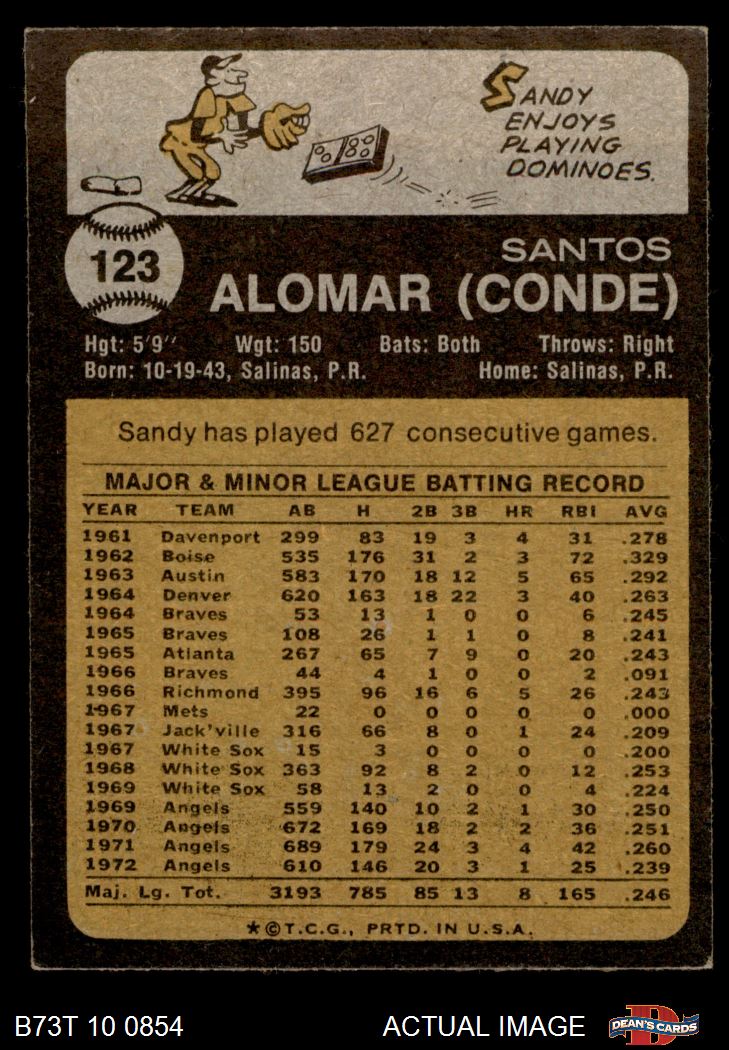 SANDY
ENJOYS
PLAYING
DOMINOES.
123
SANTOS
ALOMAR (CONDE)
Hgt: 5'9" Wgt: 150 Bats: Both Throws: Right
Born: 10-19-43, Salinas, P.R. Home: Salinas, P.R.
Sandy has played 627 consecutive games.
MAJOR & MINOR LEAGUE BATTING RECORD
YEAR TEAM AB H 2B 3B HR RBI AVG
1961 Davenport 299 83 19 3 4 31 .278
1962 Boise 535 176 31 2 3 72 .329
1963 Austin 583 170 18 12 5 65 .292
1964 Denver 620 163 18 22 3 40 .263
1964 Braves 53 13 1 0 0 6 .245
1965 Braves 108 26 1 1 0 8 .241
1965 Atlanta 267 65 7 9 0 20 .243
1966 Braves 44 4 1 0 0 2 .091
1966 Richmond 395 96 16 6 5 26 .243
1967 Mets 22 0 0 0 0 0 .000
1967 Jack'ville 316 66 8 0 1 24 .209
1967 White Sox 15 3 0 0 0 0 .200
1968 White Sox 363 92 8 2 0 12 .253
1969 White Sox 58 13 2 0 0 4 .224
1969 Angels 559 140 10 2 1 30 .250
1970 Angels 672 169 18 2 2 36 .251
1971 Angels 689 179 24 3 4 42 .260
1972 Angels 610 146 20 3 1 25 .239
Maj. Lg. Tot. 3193 785 85 13 8 165 .246
★©T.C.G., PRTD. IN U.S.A.
B73T 10 0854 ACTUAL IMAGE D DEAN'S CARDS